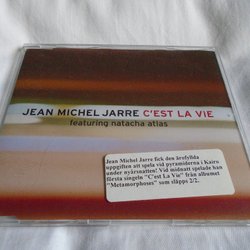 JEAN MICHEL JARRE C'EST LA VIE
featuring natacha atlas
Jean Michel Jarre fick den ärofyllda
uppgiften att spela vid pyramiderna i Kairo
under nyårsnatten! Vid midnatt spelade han
första singeln "C'est La Vie" från albumet
"Metamorphoses" som släpps 2/2.